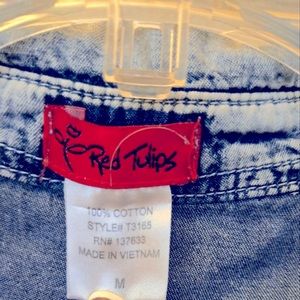 Red Tulips
100% COTTON
STYLE# T3165
RN# 137633
MADE IN VIETNAM
M